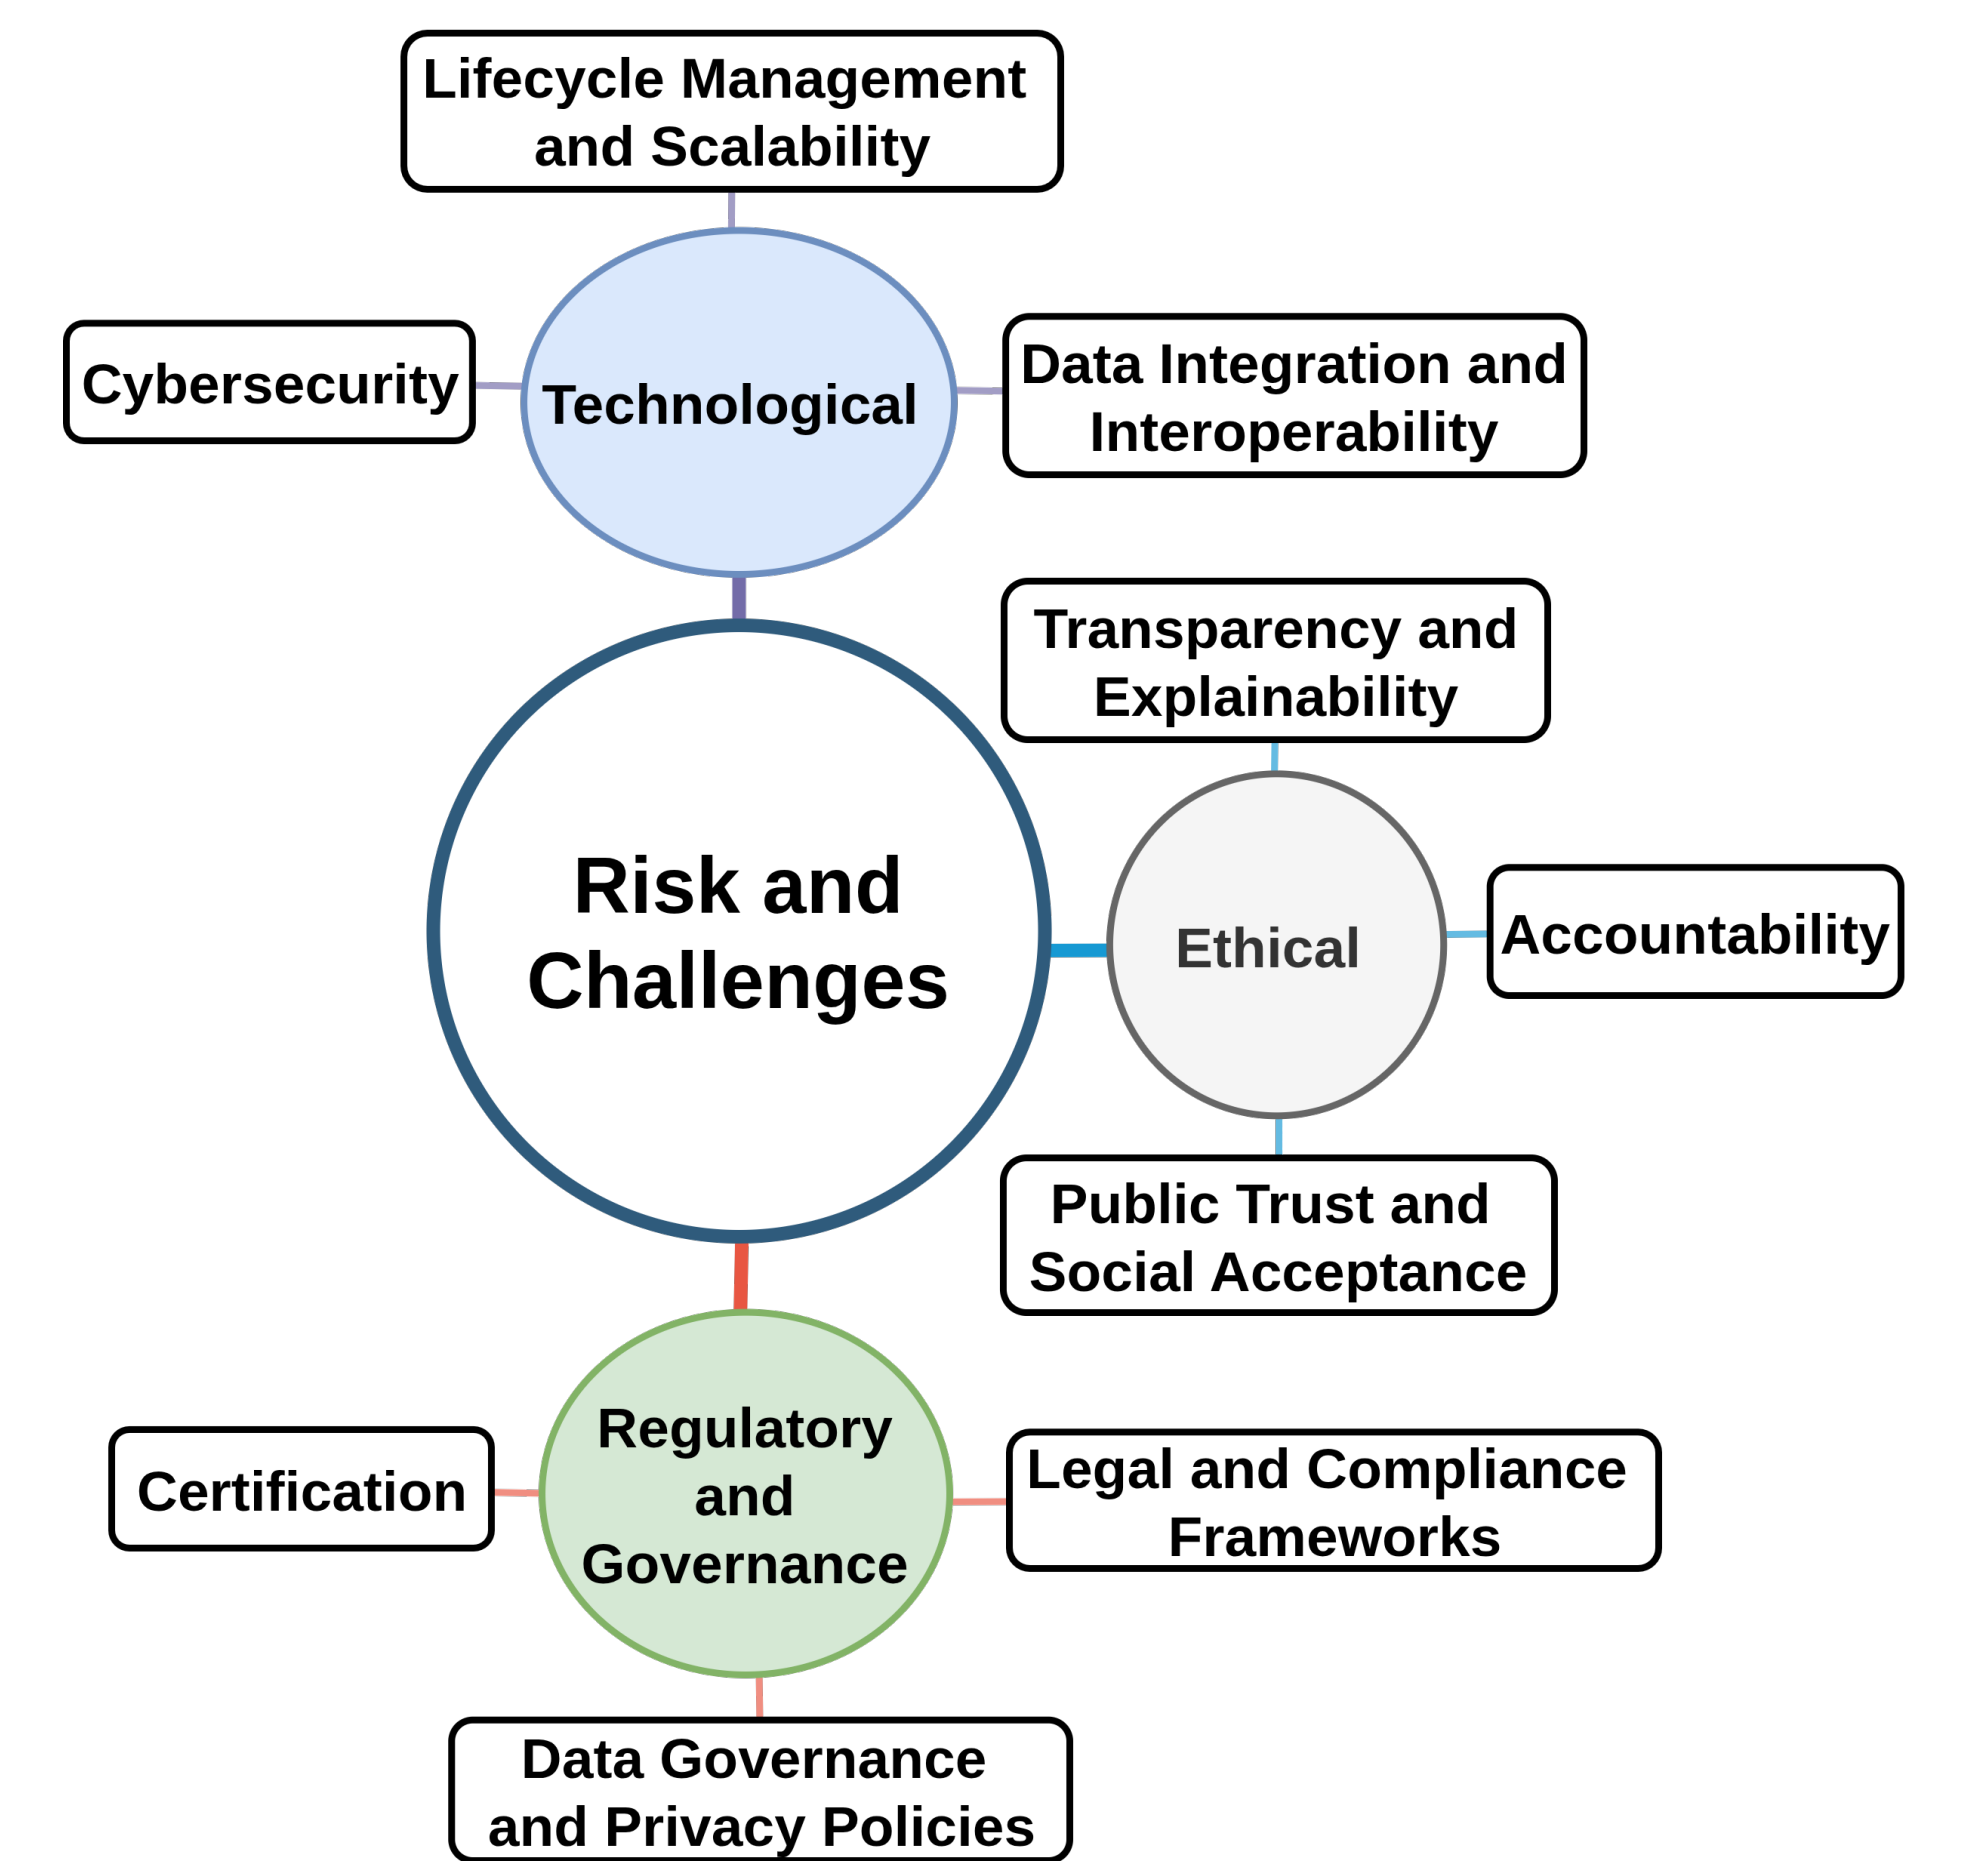 Lifecycle Management
and Scalability
Cybersecurity
Technological
Data Integration and
Interoperability
Transparency and
Explainability
Risk and
Challenges
Ethical
Accountability
Public Trust and
Social Acceptance
Regulatory
and
Governance
Certification
Legal and Compliance
Frameworks
Data Governance
and Privacy Policies